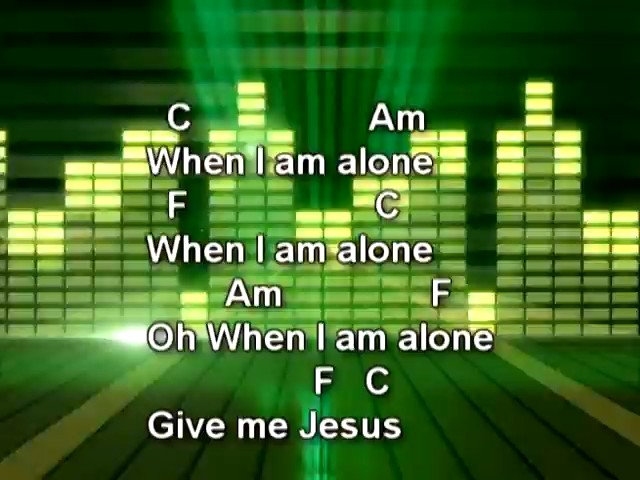 C Am
When I am alone
F C
When I am alone
Am F
Oh When I am alone
F C
Give me Jesus